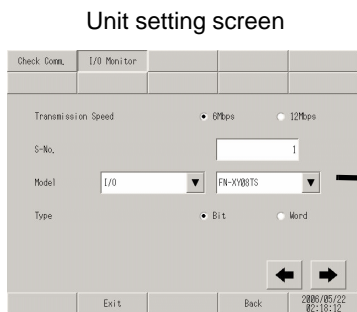 Unit setting screen
Check Comm. I/O Monitor
Transmission Speed 6Mbps 12Mbps
S-No. 1
Model I/O FN-XY08TS
Type Bit Word
Exit Back 2006/05/22
02:18:12